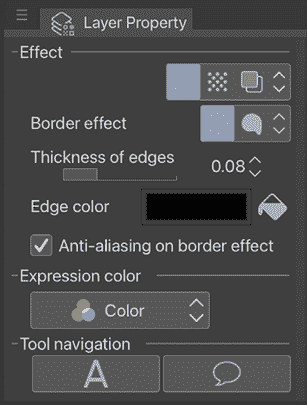 Layer Property
Effect
Border effect
Thickness of edges
0.08
Edge color
Anti-aliasing on border effect
Expression color
Color
Tool navigation
A